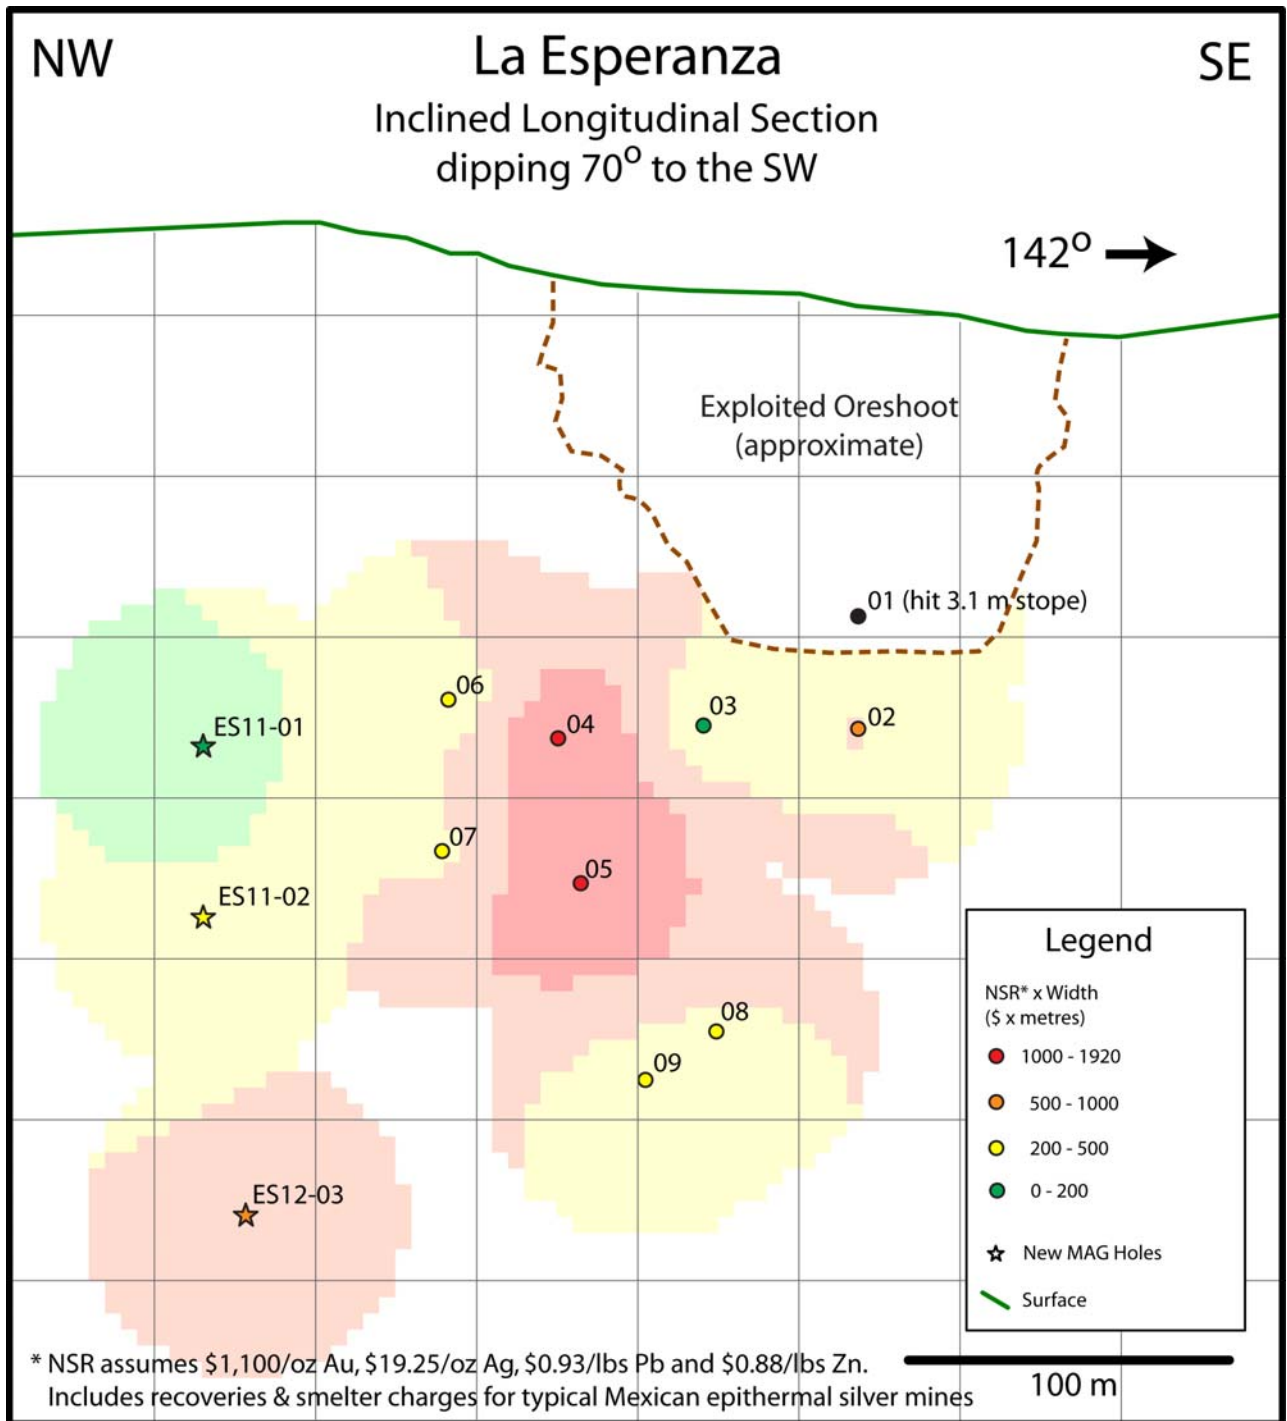 NW
La Esperanza
SE
Inclined Longitudinal Section
dipping 70° to the SW
142°
Exploited Oreshoot
(approximate)
01 (hit 3.1 m stope)
06
04
03
02
ES11-01
07
05
ES11-02
08
09
ES12-03
Legend
NSR* x Width
($ x metres)
1000 - 1920
500 - 1000
200 - 500
0 - 200
New MAG Holes
Surface
* NSR assumes $1,100/oz Au, $19.25/oz Ag, $0.93/lbs Pb and $0.88/lbs Zn.
Includes recoveries & smelter charges for typical Mexican epithermal silver mines
100 m